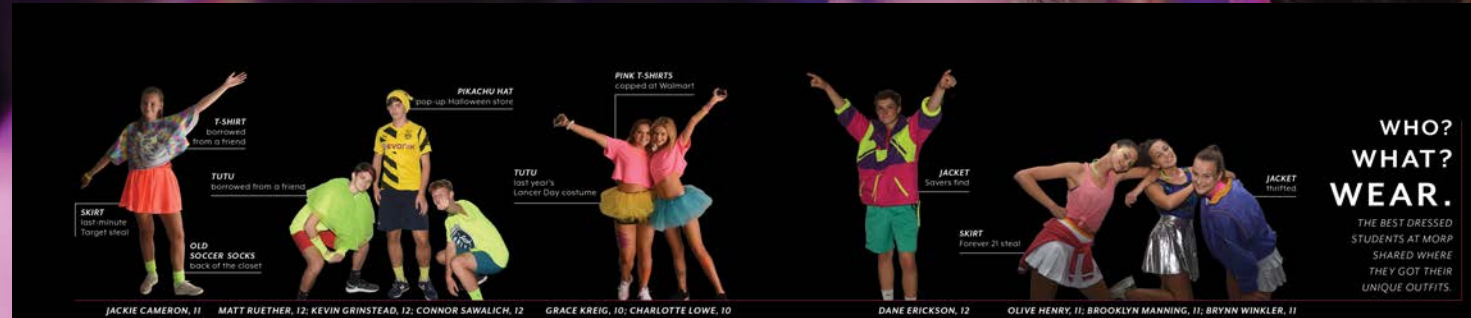 T-SHIRT
borrowed
from a friend
SKIRT
last-minute
Target steal
OLD
SOCCER SOCKS
back of the closet
JACKIE CAMERON, 11
TUTU
borrowed from a friend
PIKACHU HAT
pop-up Halloween store
evonik
MATT RUETHER, 12; KEVIN GRINSTEAD, 12; CONNOR SAWALICH, 12
PINK T-SHIRTS
copped at Walmart
TUTU
last year's
Lancer Day costume
GRACE KREIG, 10; CHARLOTTE LOWE, 10
JACKET
Savers find
DANE ERICKSON, 12
SKIRT
Forever 21 steal
JACKET
thrifted
OLIVE HENRY, 11; BROOKLYN MANNING, 11; BRYNN WINKLER, 11
WHO?
WHAT?
WEAR.
THE BEST DRESSED
STUDENTS AT MORP
SHARED WHERE
THEY GOT THEIR
UNIQUE OUTFITS.